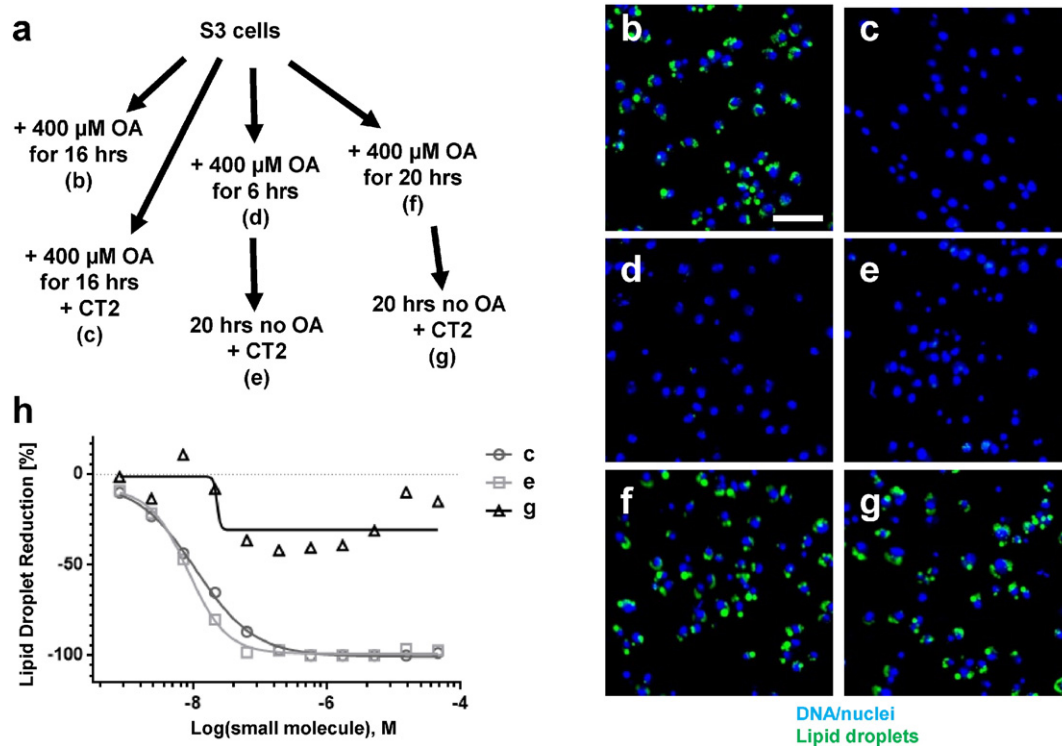 a
S3 cells
+ 400 µM OA
for 16 hrs
(b)
+ 400 µM OA
for 16 hrs
+ CT2
(c)
+ 400 µM OA
for 6 hrs
(d)
20 hrs no OA
+ CT2
(e)
+ 400 µM OA
for 20 hrs
(f)
20 hrs no OA
+ CT2
(g)
b
c
d
e
f
g
DNA/nuclei
Lipid droplets
h
Lipid Droplet Reduction [%]
0
-50
-100
-8
-6
-4
Log(small molecule), M
c
e
g